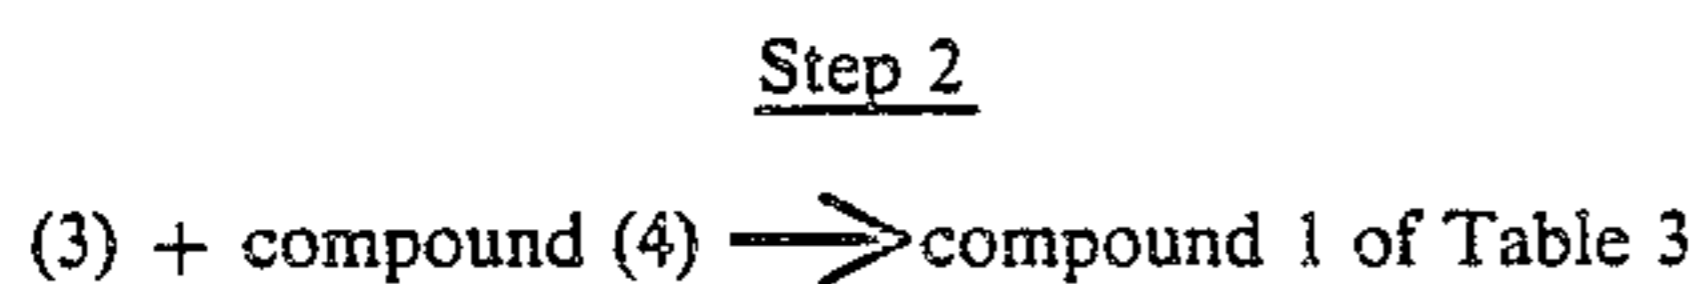 Step 2
(3) + compound (4) ⟶ compound 1 of Table 3